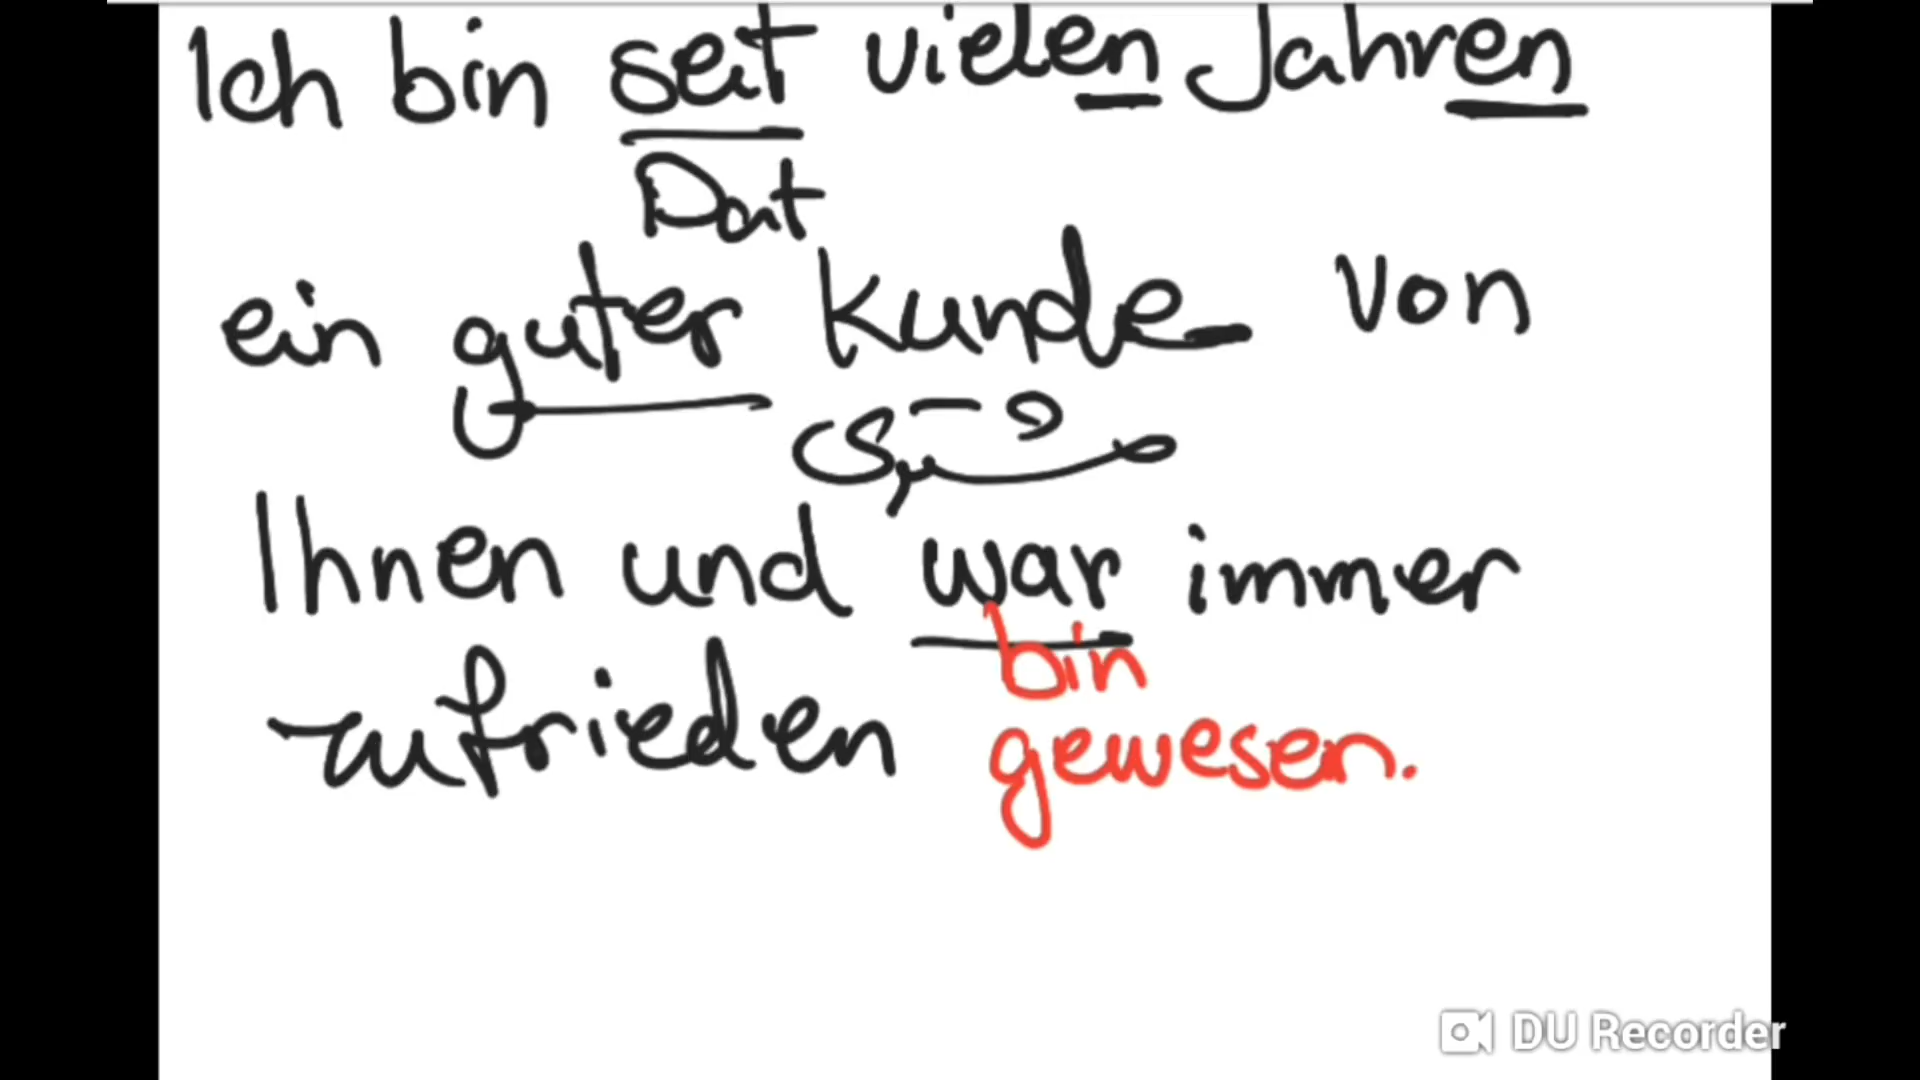 Ich bin seit vielen Jahren
Dat
ein guter Kunde von
زبون
Ihnen und war immer
bin
zufrieden gewesen.
DU Recorder